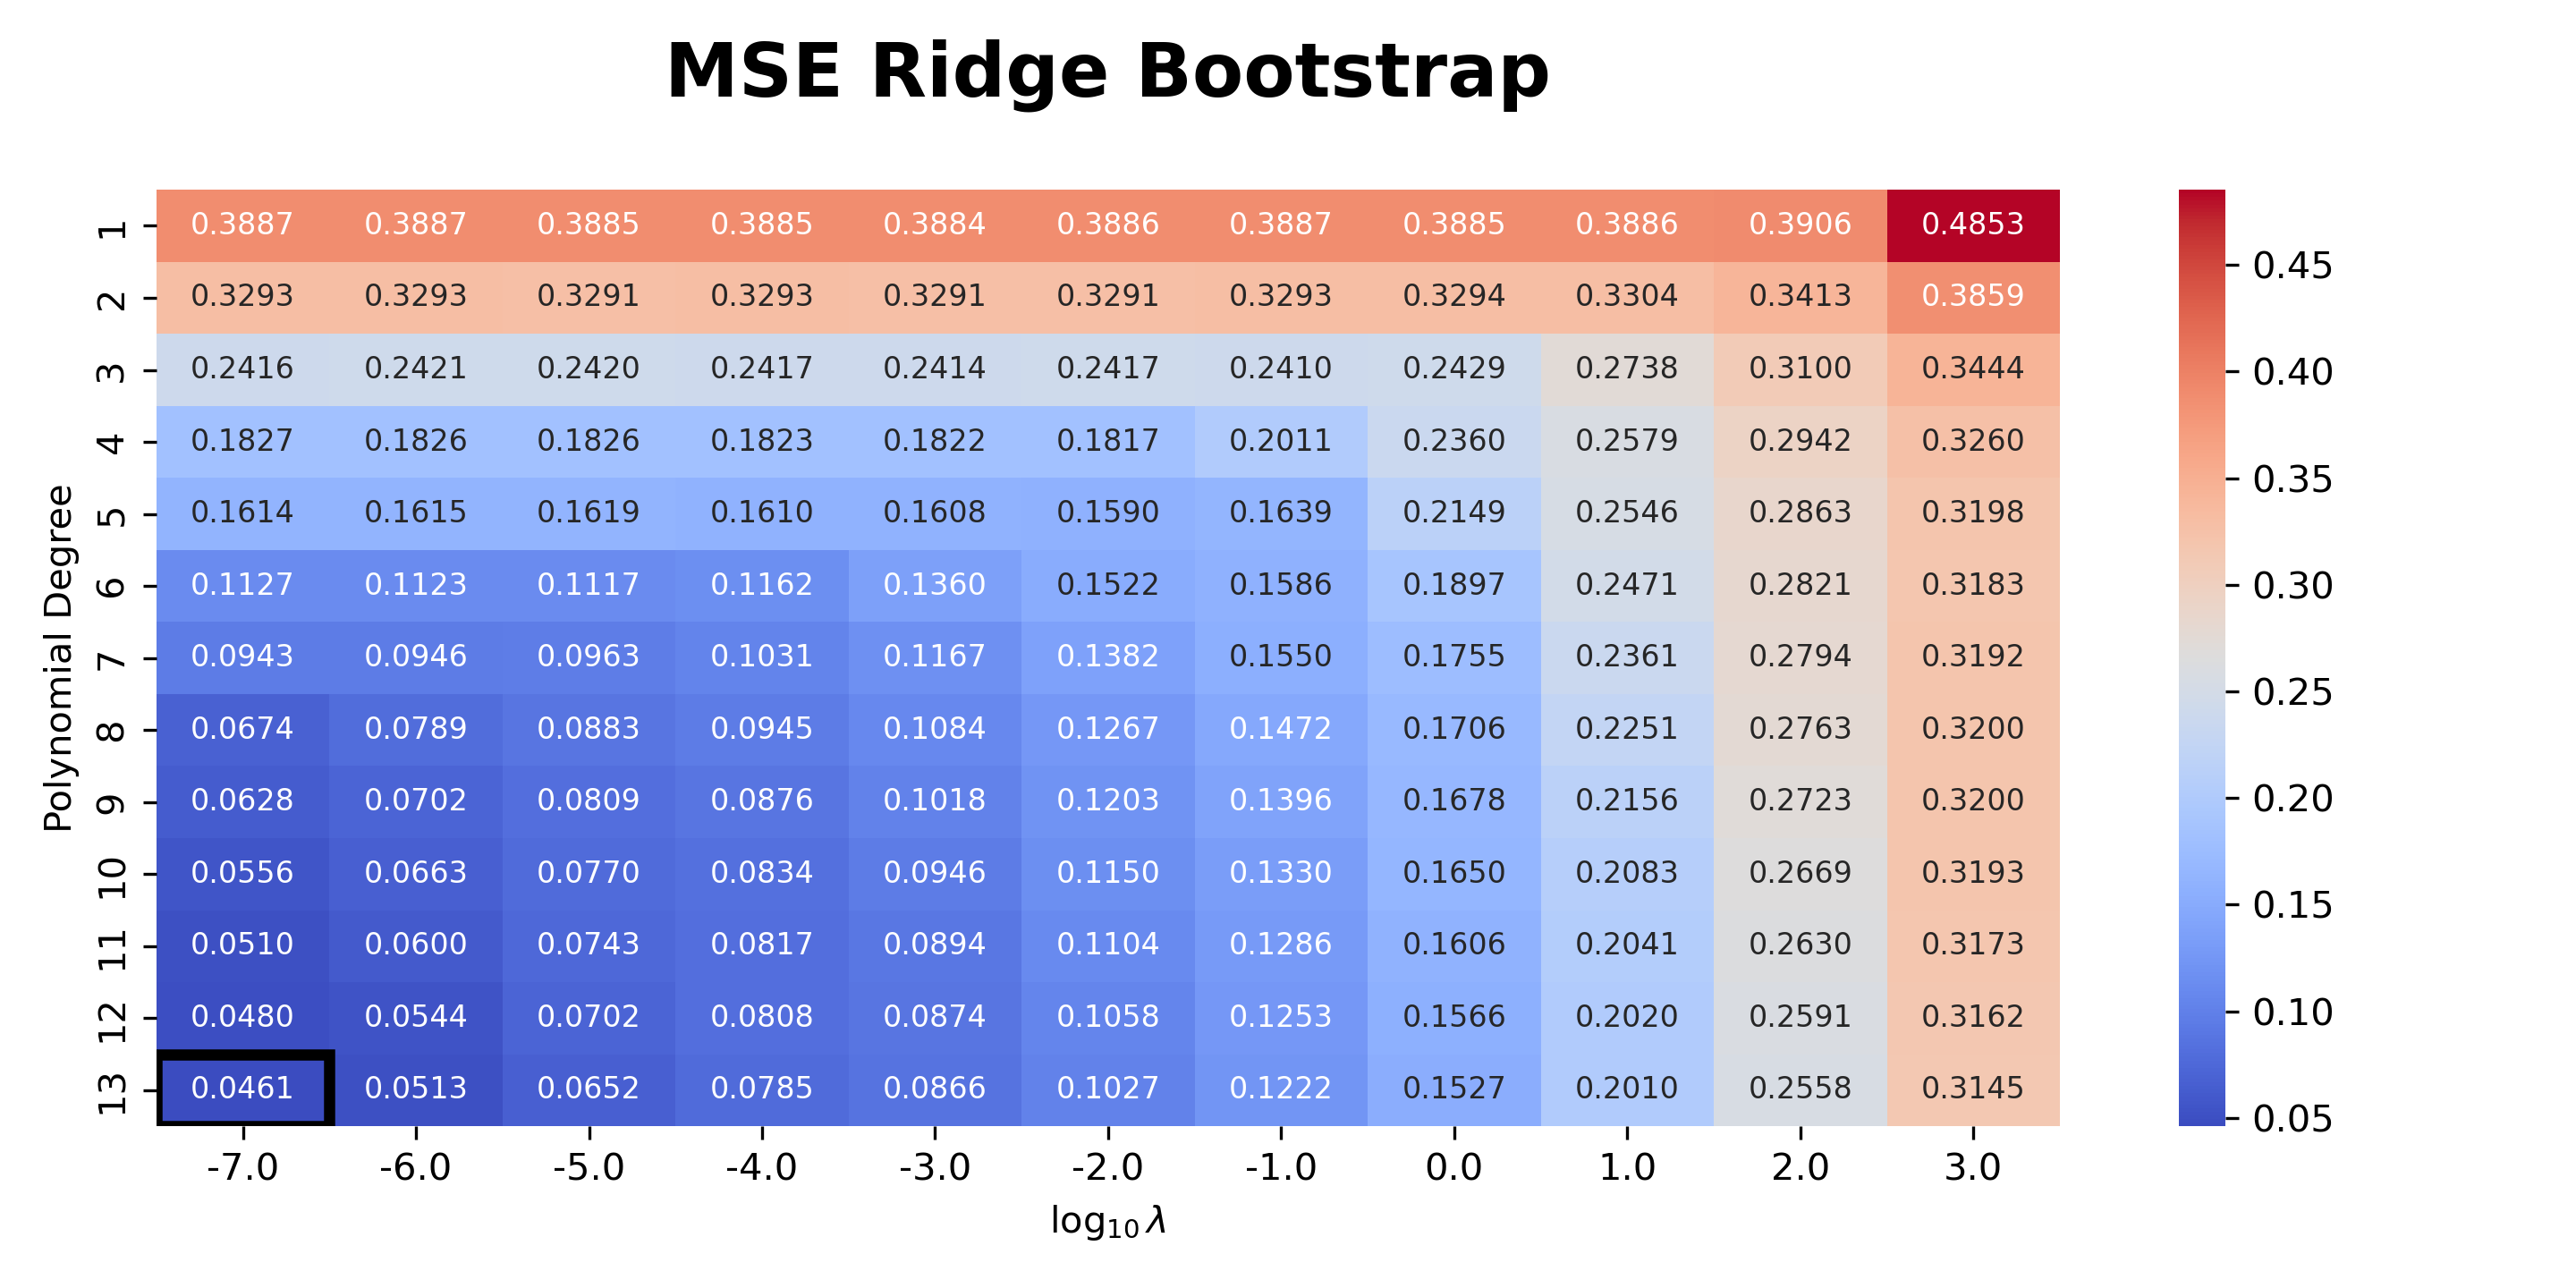 MSE Ridge Bootstrap
Polynomial Degree
1 0.3887 0.3887 0.3885 0.3885 0.3884 0.3886 0.3887 0.3885 0.3886 0.3906 0.4853
2 0.3293 0.3293 0.3291 0.3293 0.3291 0.3291 0.3293 0.3294 0.3304 0.3413 0.3859
3 0.2416 0.2421 0.2420 0.2417 0.2414 0.2417 0.2410 0.2429 0.2738 0.3100 0.3444
4 0.1827 0.1826 0.1826 0.1823 0.1822 0.1817 0.2011 0.2360 0.2579 0.2942 0.3260
5 0.1614 0.1615 0.1619 0.1610 0.1608 0.1590 0.1639 0.2149 0.2546 0.2863 0.3198
6 0.1127 0.1123 0.1117 0.1162 0.1360 0.1522 0.1586 0.1897 0.2471 0.2821 0.3183
7 0.0943 0.0946 0.0963 0.1031 0.1167 0.1382 0.1550 0.1755 0.2361 0.2794 0.3192
8 0.0674 0.0789 0.0883 0.0945 0.1084 0.1267 0.1472 0.1706 0.2251 0.2763 0.3200
9 0.0628 0.0702 0.0809 0.0876 0.1018 0.1203 0.1396 0.1678 0.2156 0.2723 0.3200
10 0.0556 0.0663 0.0770 0.0834 0.0946 0.1150 0.1330 0.1650 0.2083 0.2669 0.3193
11 0.0510 0.0600 0.0743 0.0817 0.0894 0.1104 0.1286 0.1606 0.2041 0.2630 0.3173
12 0.0480 0.0544 0.0702 0.0808 0.0874 0.1058 0.1253 0.1566 0.2020 0.2591 0.3162
13 0.0461 0.0513 0.0652 0.0785 0.0866 0.1027 0.1222 0.1527 0.2010 0.2558 0.3145
-7.0 -6.0 -5.0 -4.0 -3.0 -2.0 -1.0 0.0 1.0 2.0 3.0
log₁₀ λ
0.45
0.40
0.35
0.30
0.25
0.20
0.15
0.10
0.05